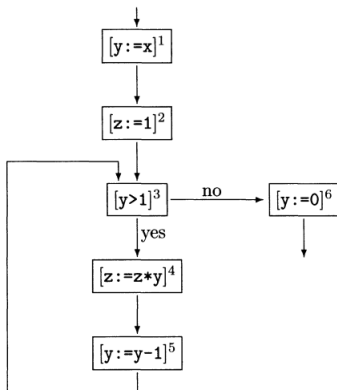 [y:=x]¹
[z:=1]²
[y>1]³ no [y:=0]⁶
yes
[z:=z*y]⁴
[y:=y-1]⁵